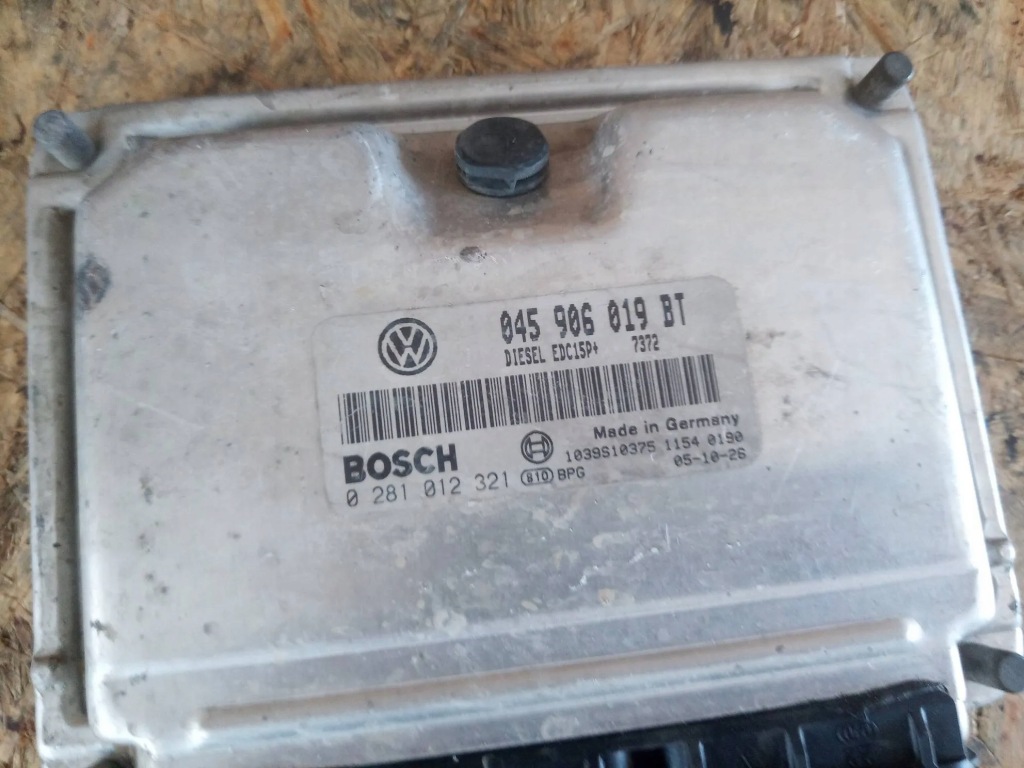 045 906 019 BT
DIESEL EDC15P+ 7372
Made in Germany
BOSCH
1039S10375 1154 0190
0 281 012 321 810 BPG 05-10-26